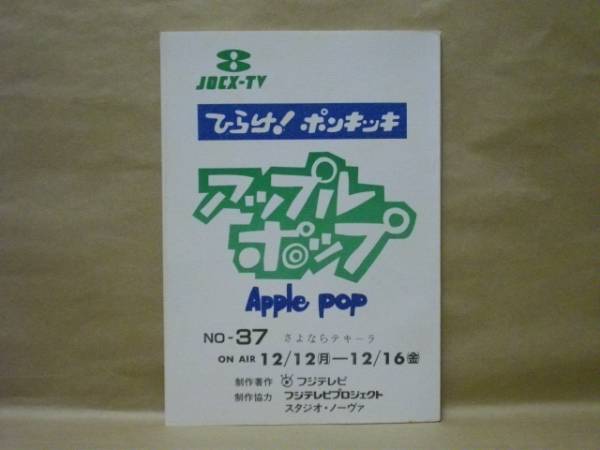 8
JOCX-TV
ひらけ!ポンキッキ
アップル
ポップ
Apple pop
NO-37 さよならテキーラ
ON AIR 12/12(月)—12/16(金)
制作著作 フジテレビ
制作協力 フジテレビプロジェクト
スタジオ・ノーヴァ